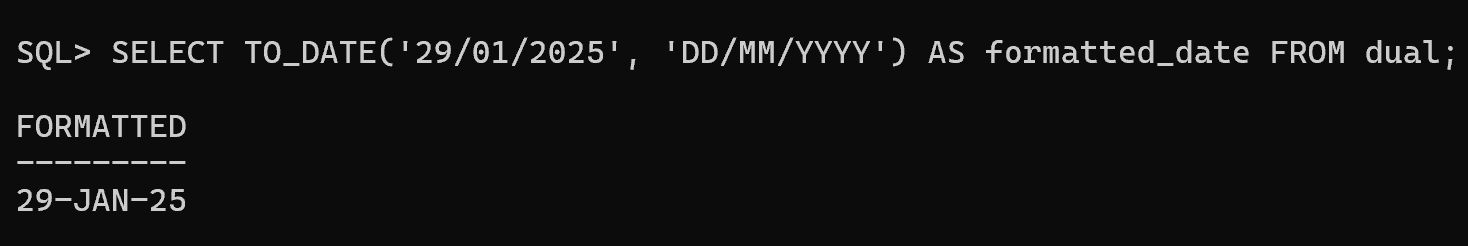 SQL> SELECT TO_DATE('29/01/2025', 'DD/MM/YYYY') AS formatted_date FROM dual;
FORMATTED
---------
29-JAN-25